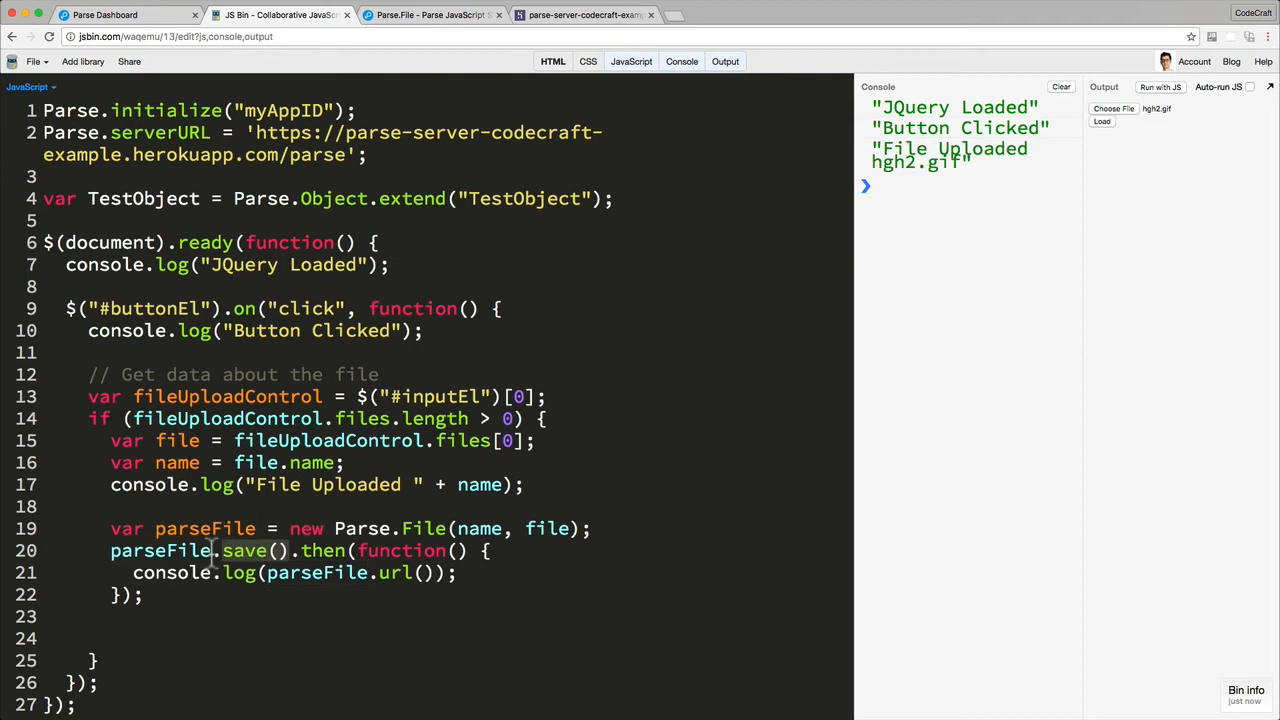 Parse Dashboard
JS Bin - Collaborative JavaScri
Parse.File - Parse JavaScript S
parse-server-codecraft-examp
CodeCraft
jsbin.com/waqemu/13/edit?js,console,output
File
Add library
Share
HTML
CSS
JavaScript
Console
Output
Account
Blog
Help
JavaScript
1 Parse.initialize("myAppID");
2 Parse.serverURL = 'https://parse-server-codecraft-
example.herokuapp.com/parse';
3
4 var TestObject = Parse.Object.extend("TestObject");
5
6 $(document).ready(function() {
7 console.log("JQuery Loaded");
8
9 $("#buttonEl").on("click", function() {
10 console.log("Button Clicked");
11
12 // Get data about the file
13 var fileUploadControl = $("#inputEl")[0];
14 if (fileUploadControl.files.length > 0) {
15 var file = fileUploadControl.files[0];
16 var name = file.name;
17 console.log("File Uploaded " + name);
18
19 var parseFile = new Parse.File(name, file);
20 parseFile.save().then(function() {
21 console.log(parseFile.url());
22 });
23
24
25 }
26 });
27 });
Console
Clear
"JQuery Loaded"
"Button Clicked"
"File Uploaded
hgh2.gif"
Output
Run with JS
Auto-run JS
Choose File hgh2.gif
Load
Bin info
just now